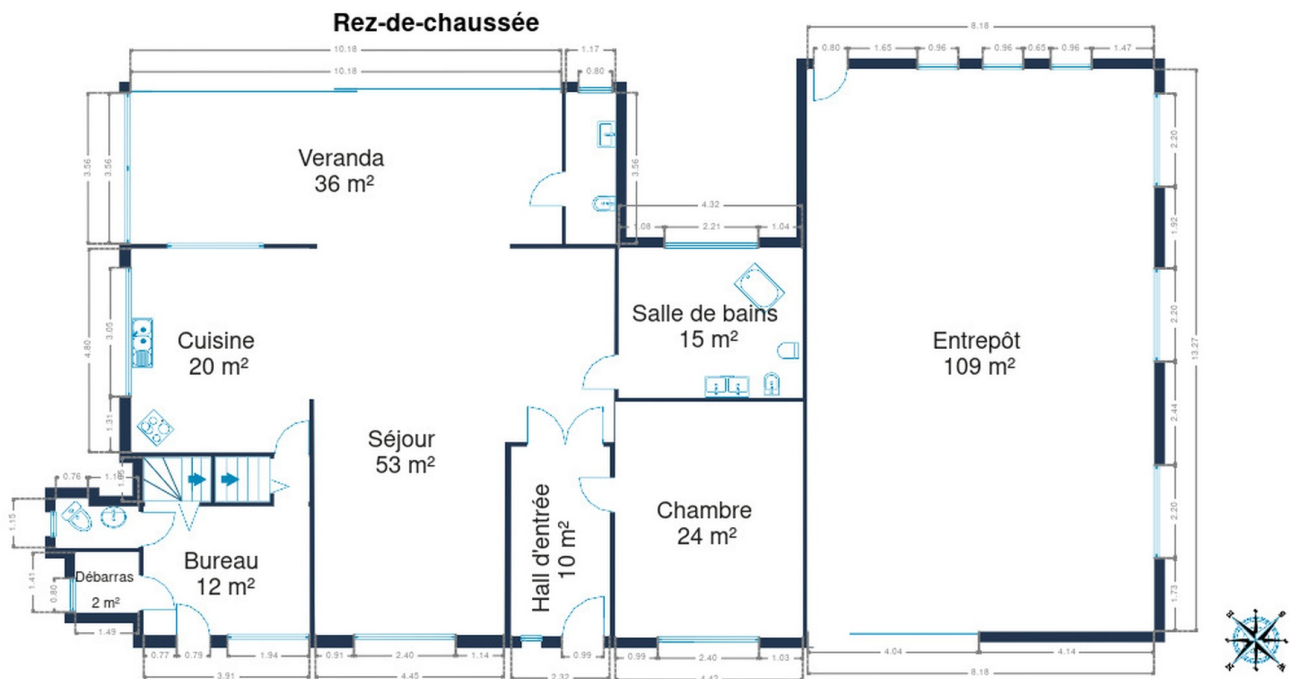 Rez-de-chaussée
8.18
10.18
1.17
0.80
1.65
0.96
0.96
0.65
0.96
1.47
10.18
0.80
3.56
3.56
Veranda
36 m²
3.56
2.20
4.32
1.08
2.21
1.04
1.92
4.80
3.05
Cuisine
20 m²
Salle de bains
15 m²
Entrepôt
109 m²
2.20
13.27
1.31
2.44
Séjour
53 m²
0.76
1.15
Hall d'entrée
10 m²
Chambre
24 m²
2.20
Bureau
12 m²
1.41
0.80
Débarras
2 m²
1.49
1.73
0.77
0.79
1.94
0.91
2.40
1.14
0.99
0.99
2.40
1.03
4.04
4.14
3.91
4.45
2.32
4.42
8.18